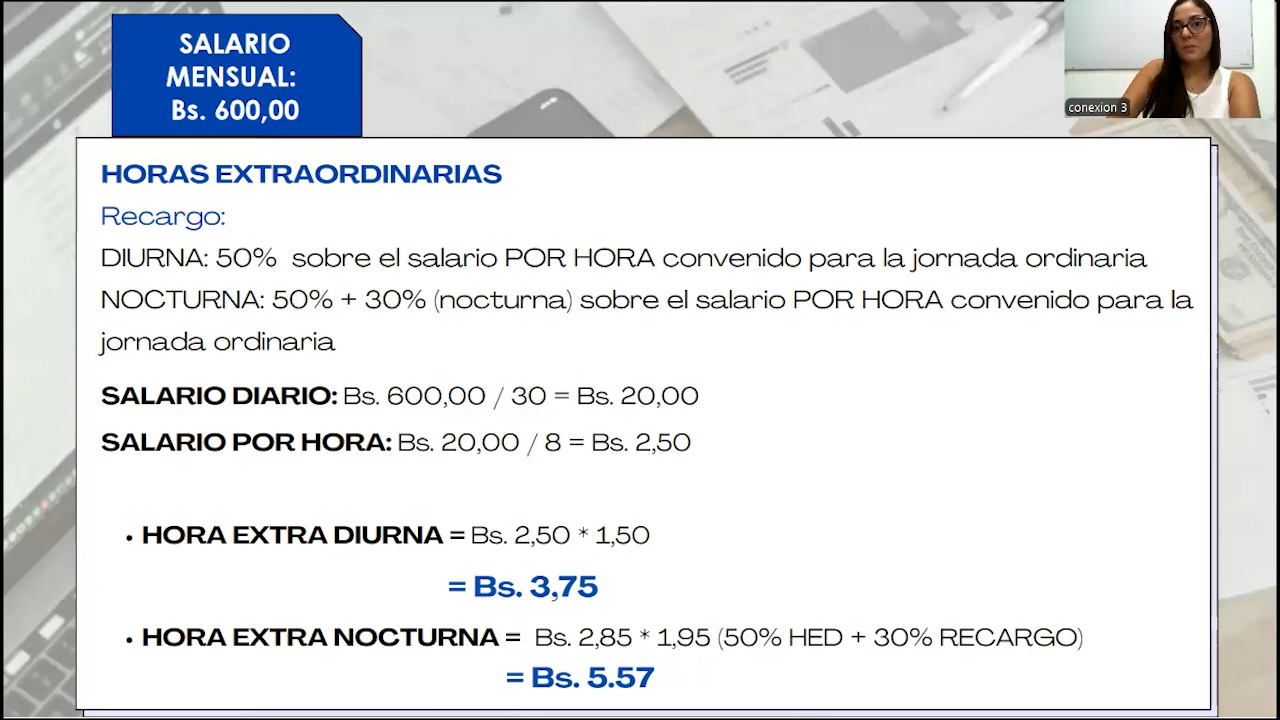 SALARIO
MENSUAL:
Bs. 600,00
conexion 3
HORAS EXTRAORDINARIAS
Recargo:
DIURNA: 50% sobre el salario POR HORA convenido para la jornada ordinaria
NOCTURNA: 50% + 30% (nocturna) sobre el salario POR HORA convenido para la
jornada ordinaria
SALARIO DIARIO: Bs. 600,00 / 30 = Bs. 20,00
SALARIO POR HORA: Bs. 20,00 / 8 = Bs. 2,50
• HORA EXTRA DIURNA = Bs. 2,50 * 1,50
= Bs. 3,75
• HORA EXTRA NOCTURNA = Bs. 2,85 * 1,95 (50% HED + 30% RECARGO)
= Bs. 5.57